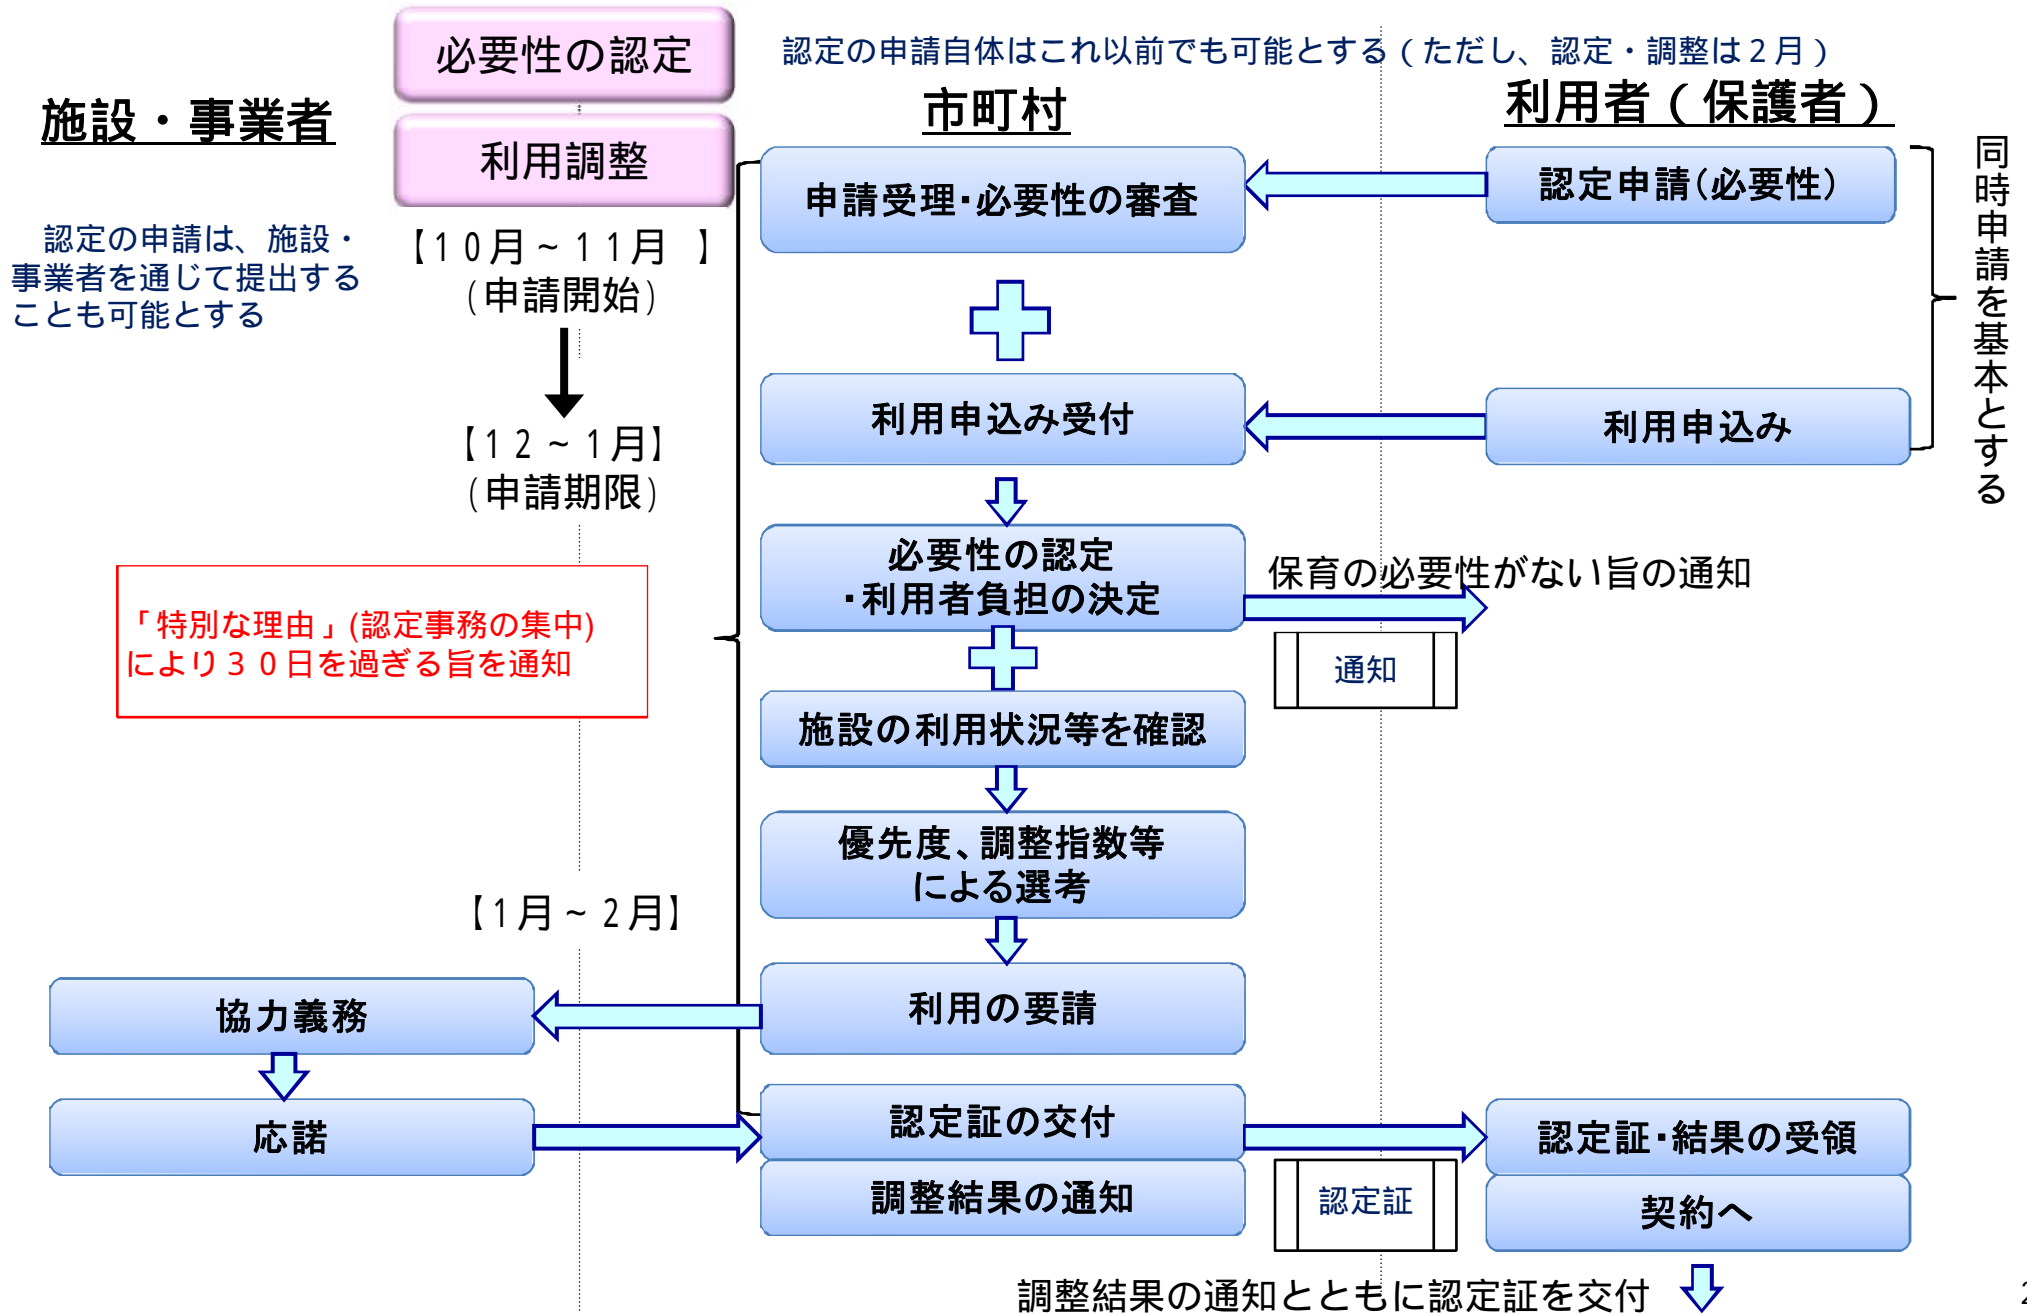 必要性の認定
利用調整
認定の申請自体はこれ以前でも可能とする（ただし、認定・調整は２月）
施設・事業者
市町村
利用者（保護者）
認定の申請は、施設・
事業者を通じて提出する
ことも可能とする
【１０月～１１月　】
（申請開始）
【１２～１月】
（申請期限）
「特別な理由」(認定事務の集中)
により３０日を過ぎる旨を通知
【１月～２月】
申請受理・必要性の審査
認定申請(必要性)
同時申請を基本とする
利用申込み受付
利用申込み
必要性の認定
・利用者負担の決定
保育の必要性がない旨の通知
通知
施設の利用状況等を確認
優先度、調整指数等
による選考
利用の要請
協力義務
応諾
認定証の交付
調整結果の通知
認定証
認定証・結果の受領
契約へ
調整結果の通知とともに認定証を交付